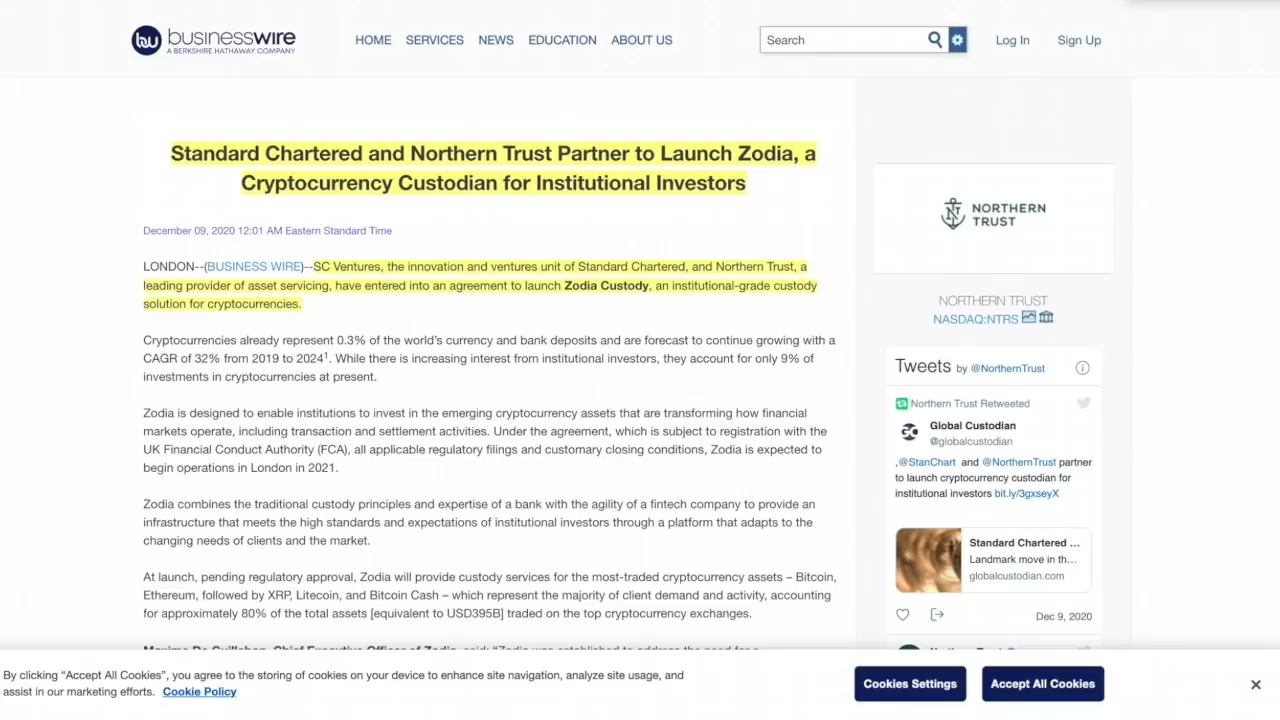 businesswire
A BERKSHIRE HATHAWAY COMPANY
HOME SERVICES NEWS EDUCATION ABOUT US
Search
Log In Sign Up
Standard Chartered and Northern Trust Partner to Launch Zodia, a
Cryptocurrency Custodian for Institutional Investors
December 09, 2020 12:01 AM Eastern Standard Time
LONDON--(BUSINESS WIRE)--SC Ventures, the innovation and ventures unit of Standard Chartered, and Northern Trust, a
leading provider of asset servicing, have entered into an agreement to launch Zodia Custody, an institutional-grade custody
solution for cryptocurrencies.
Cryptocurrencies already represent 0.3% of the world's currency and bank deposits and are forecast to continue growing with a
CAGR of 32% from 2019 to 2024¹. While there is increasing interest from institutional investors, they account for only 9% of
investments in cryptocurrencies at present.
Zodia is designed to enable institutions to invest in the emerging cryptocurrency assets that are transforming how financial
markets operate, including transaction and settlement activities. Under the agreement, which is subject to registration with the
UK Financial Conduct Authority (FCA), all applicable regulatory filings and customary closing conditions, Zodia is expected to
begin operations in London in 2021.
Zodia combines the traditional custody principles and expertise of a bank with the agility of a fintech company to provide an
infrastructure that meets the high standards and expectations of institutional investors through a platform that adapts to the
changing needs of clients and the market.
At launch, pending regulatory approval, Zodia will provide custody services for the most-traded cryptocurrency assets – Bitcoin,
Ethereum, followed by XRP, Litecoin, and Bitcoin Cash – which represent the majority of client demand and activity, accounting
for approximately 80% of the total assets [equivalent to USD395B] traded on the top cryptocurrency exchanges.
NORTHERN
TRUST
NORTHERN TRUST
NASDAQ:NTRS
Tweets by @NorthernTrust
Northern Trust Retweeted
Global Custodian
@globalcustodian
,@StanChart and @NorthernTrust partner
to launch cryptocurrency custodian for
institutional investors bit.ly/3gxseyX
Standard Chartered ...
Landmark move in th...
globalcustodian.com
Dec 9, 2020
By clicking “Accept All Cookies”, you agree to the storing of cookies on your device to enhance site navigation, analyze site usage, and
assist in our marketing efforts. Cookie Policy
Cookies Settings
Accept All Cookies